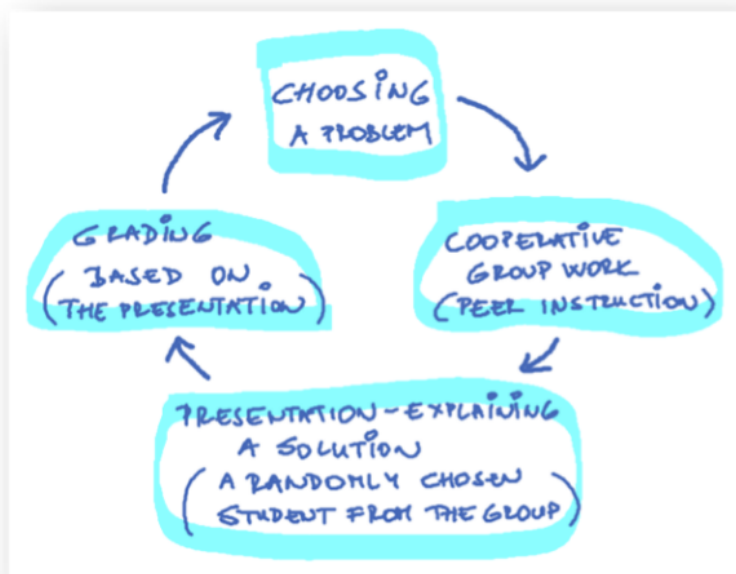 CHOOSING
A PROBLEM
COOPERATIVE
GROUP WORK
(PEER INSTRUCTION)
PRESENTATION-EXPLAINING
A SOLUTION
(A RANDOMLY CHOSEN
STUDENT FROM THE GROUP)
GRADING
(BASED ON
THE PRESENTATION)